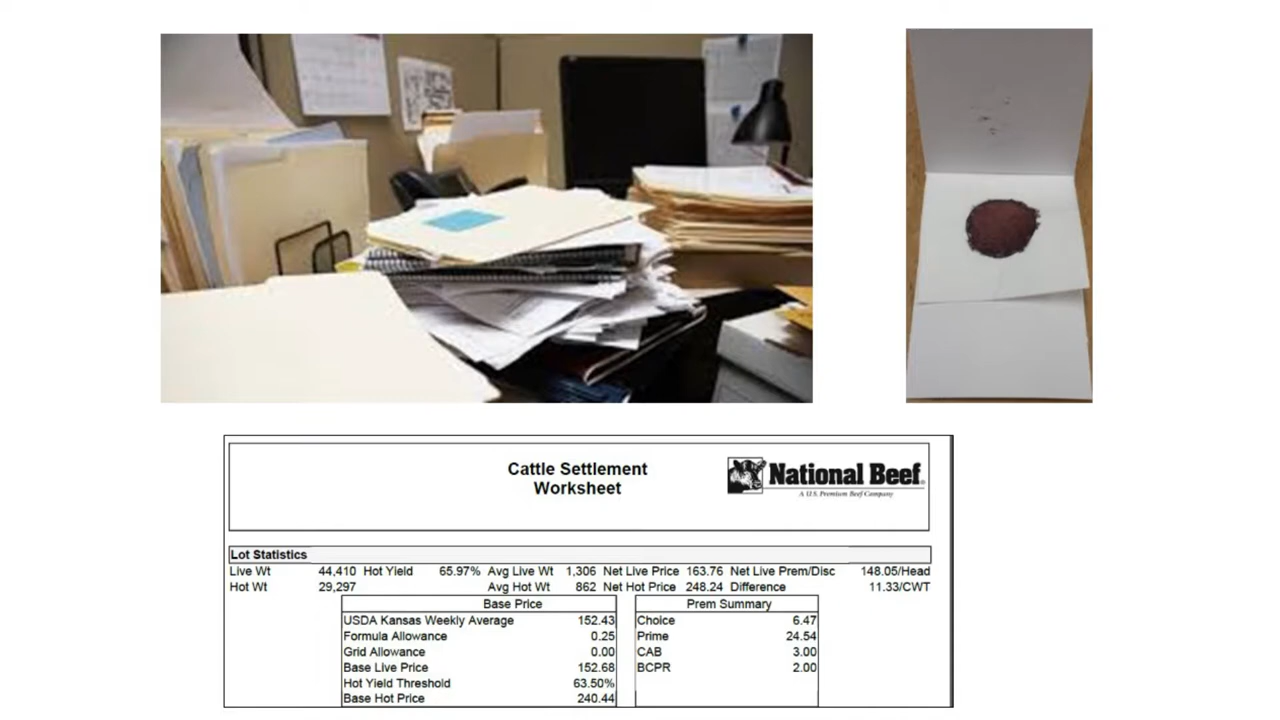 Cattle Settlement
Worksheet
National Beef
A U.S. Premium Beef Company
Lot Statistics
Live Wt 44,410 Hot Yield 65.97% Avg Live Wt 1,306 Net Live Price 163.76 Net Live Prem/Disc 148.05/Head
Hot Wt 29,297 Avg Hot Wt 862 Net Hot Price 248.24 Difference 11.33/CWT
Base Price
USDA Kansas Weekly Average 152.43
Formula Allowance 0.25
Grid Allowance 0.00
Base Live Price 152.68
Hot Yield Threshold 63.50%
Base Hot Price 240.44
Prem Summary
Choice 6.47
Prime 24.54
CAB 3.00
BCPR 2.00